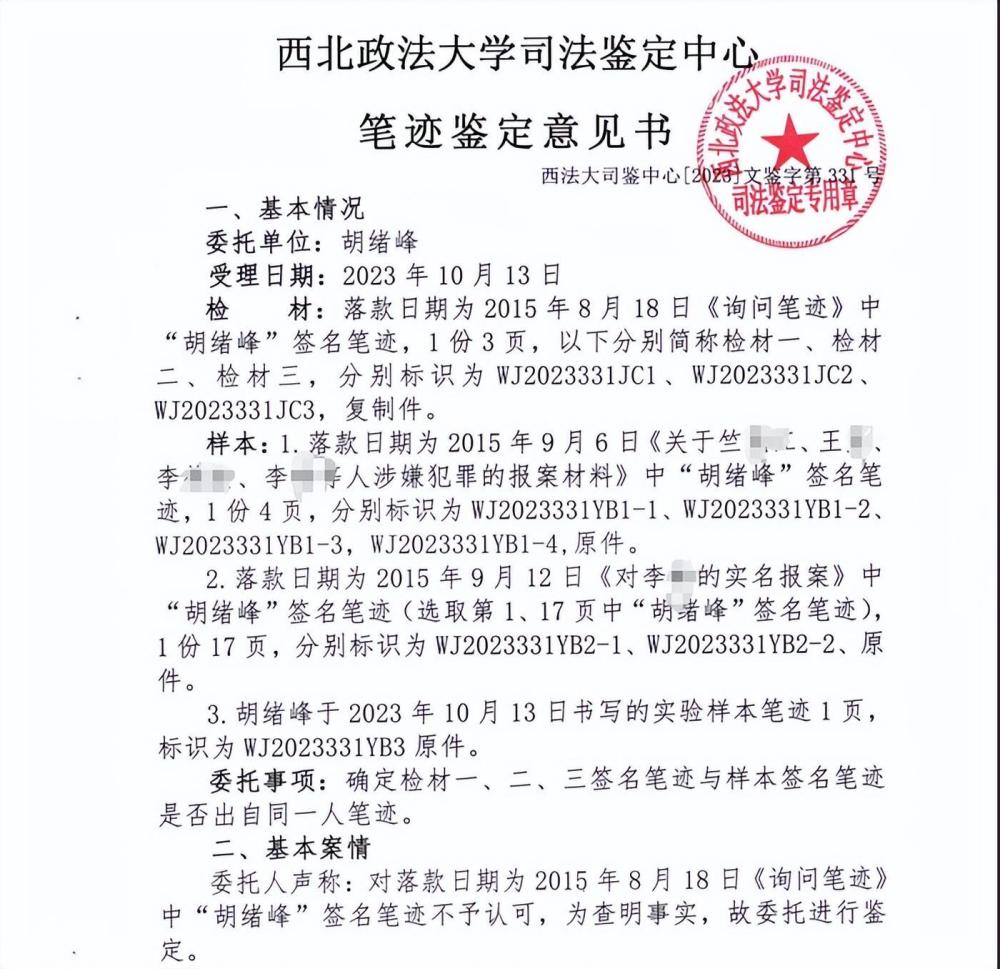 西北政法大学司法鉴定中心
笔迹鉴定意见书
西法大司鉴中心[2023]文鉴字第 331 号
西北政法大学司法鉴定中心
司法鉴定专用章
一、基本情况
委托单位：胡绪峰
受理日期：2023 年 10 月 13 日
检 材：落款日期为 2015 年 8 月 18 日《询问笔迹》中
“胡绪峰”签名笔迹，1 份 3 页，以下分别简称检材一、检材
二、检材三，分别标识为 WJ2023331JC1、WJ2023331JC2、
WJ2023331JC3，复制件。
样本：1.落款日期为 2015 年 9 月 6 日《关于竺、王、
李、李等人涉嫌犯罪的报案材料》中“胡绪峰”签名笔
迹，1 份 4 页，分别标识为 WJ2023331YB1-1、WJ2023331YB1-2、
WJ2023331YB1-3，WJ2023331YB1-4,原件。
2.落款日期为 2015 年 9 月 12 日《对李的实名报案》中
“胡绪峰”签名笔迹（选取第 1、17 页中“胡绪峰”签名笔迹），
1 份 17 页，分别标识为 WJ2023331YB2-1、WJ2023331YB2-2、原
件。
3.胡绪峰于 2023 年 10 月 13 日书写的实验样本笔迹 1 页，
标识为 WJ2023331YB3 原件。
委托事项：确定检材一、二、三签名笔迹与样本签名笔迹
是否出自同一人笔迹。
二、基本案情
委托人声称：对落款日期为 2015 年 8 月 18 日《询问笔迹》
中“胡绪峰”签名笔迹不予认可，为查明事实，故委托进行鉴
定。